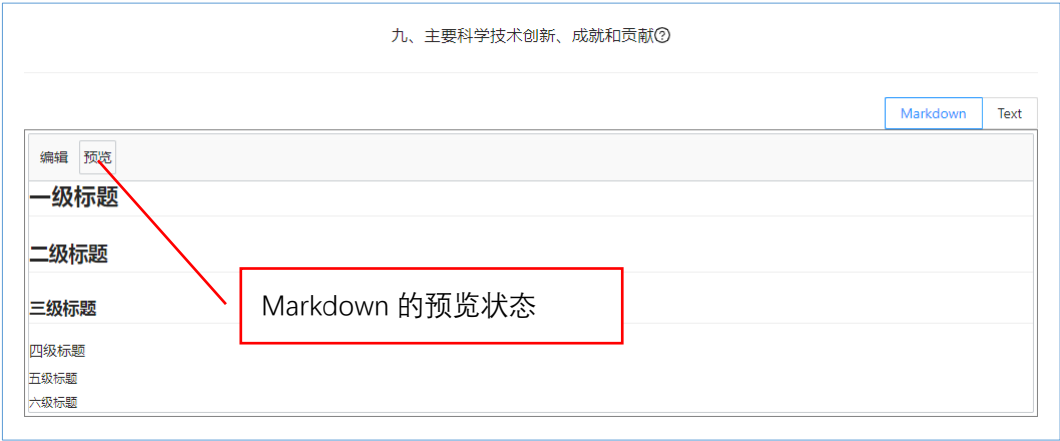 九、主要科学技术创新、成就和贡献?
Markdown Text
编辑 预览
一级标题
二级标题
三级标题
Markdown 的预览状态
四级标题
五级标题
六级标题